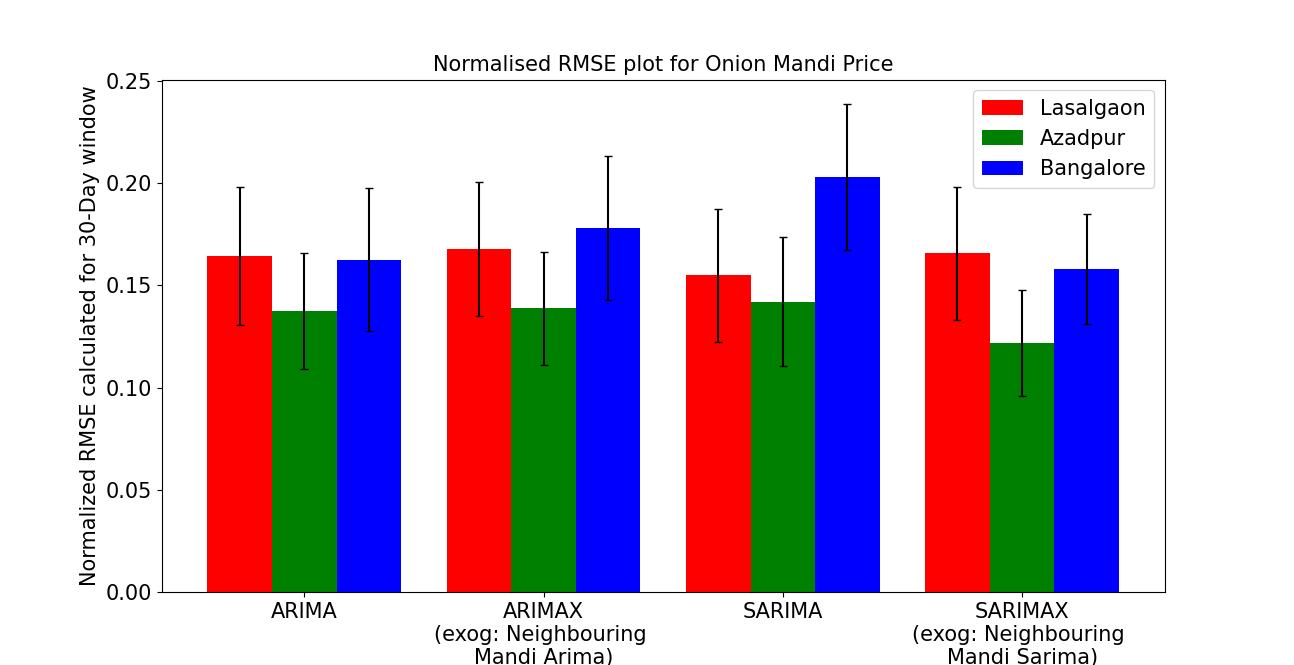 Normalised RMSE plot for Onion Mandi Price
Normalized RMSE calculated for 30-Day window
0.25
0.20
0.15
0.10
0.05
0.00
Lasalgaon
Azadpur
Bangalore
ARIMA
ARIMAX
(exog: Neighbouring
Mandi Arima)
SARIMA
SARIMAX
(exog: Neighbouring
Mandi Sarima)